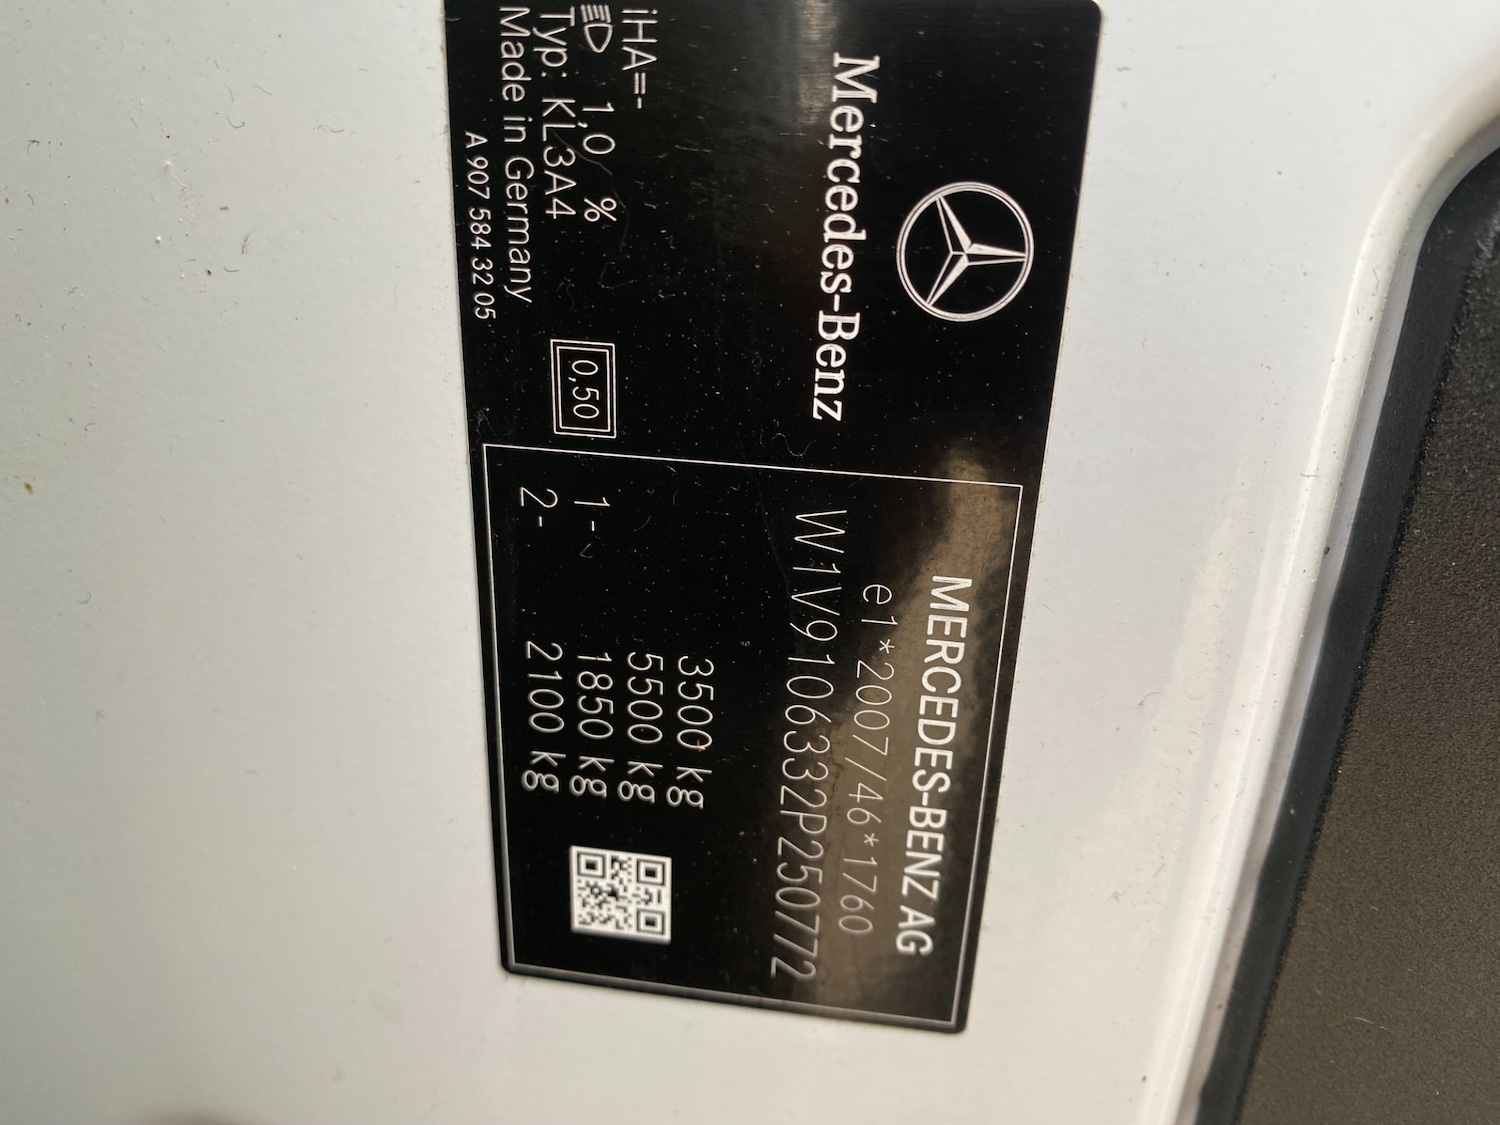 Mercedes-Benz
iHA=-
1,0 %
Typ: KL3A4
Made in Germany
A 907 584 32 05
0,50
MERCEDES-BENZ AG
e1*2007/46*1760
W1V9106332P250772
3500 kg
5500 kg
1- 1850 kg
2- 2100 kg